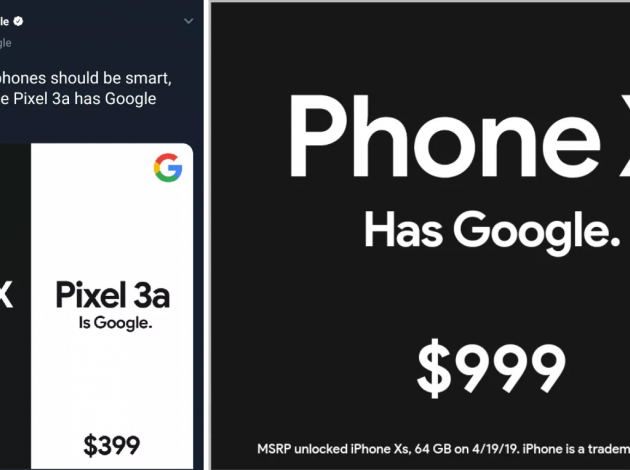 le
gle
phones should be smart,
e Pixel 3a has Google
X
Pixel 3a
Is Google.
$399
Phone
Has Google.
$999
MSRP unlocked iPhone Xs, 64 GB on 4/19/19. iPhone is a tradem